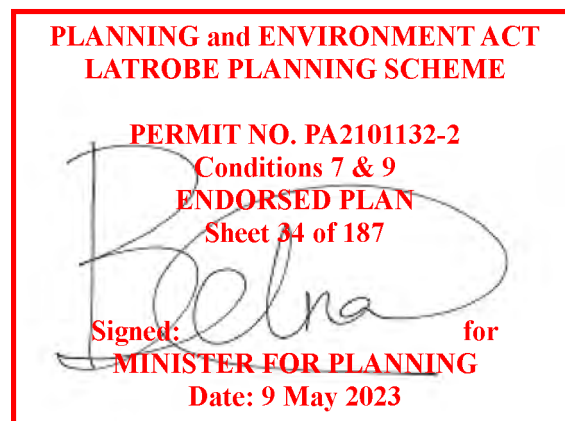 PLANNING and ENVIRONMENT ACT
LATROBE PLANNING SCHEME
PERMIT NO. PA2101132-2
Conditions 7 & 9
ENDORSED PLAN
Sheet 34 of 187
Signed: for
MINISTER FOR PLANNING
Date: 9 May 2023